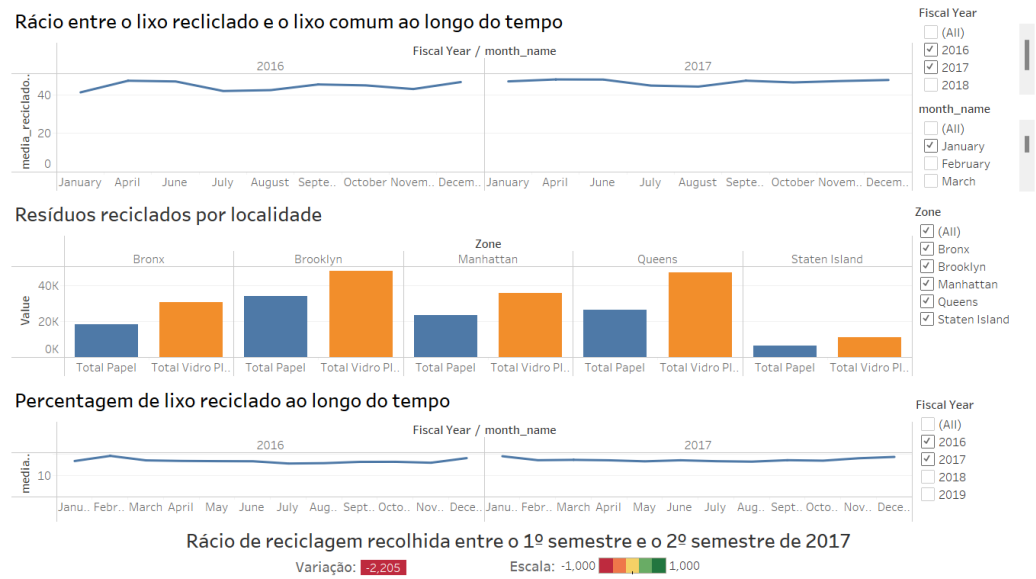 Rácio entre o lixo recliclado e o lixo comum ao longo do tempo
Fiscal Year / month_name
2016 2017
media_reciclado..
40
20
0
January April June July August Septe.. October Novem.. Decem.. January April June July August Septe.. October Novem.. Decem..
Fiscal Year
(All)
2016
2017
2018
month_name
(All)
January
February
March
Resíduos reciclados por localidade
Zone
Bronx Brooklyn Manhattan Queens Staten Island
Value
40K
20K
0K
Total Papel Total Vidro Pl.. Total Papel Total Vidro Pl.. Total Papel Total Vidro Pl.. Total Papel Total Vidro Pl.. Total Papel Total Vidro Pl..
Zone
(All)
Bronx
Brooklyn
Manhattan
Queens
Staten Island
Percentagem de lixo reciclado ao longo do tempo
Fiscal Year / month_name
2016 2017
media..
10
Janu.. Febr.. March April May June July Aug.. Sept.. Octo.. Nov.. Dece.. Janu.. Febr.. March April May June July Aug.. Sept.. Octo.. Nov.. Dece..
Fiscal Year
(All)
2016
2017
2018
2019
Rácio de reciclagem recolhida entre o 1º semestre e o 2º semestre de 2017
Variação: -2,205 Escala: -1,000 1,000